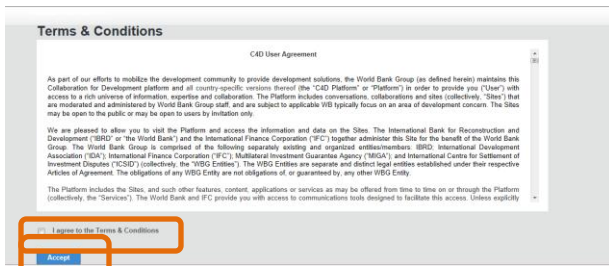 Terms & Conditions
C4D User Agreement
As part of our efforts to mobilize the development community to provide development solutions, the World Bank Group (as defined herein) maintains this
Collaboration for Development platform and all country-specific versions thereof (the "C4D Platform" or "Platform") in order to provide you ("User") with
access to a rich universe of information, expertise and collaboration. The Platform includes conversations, collaborations and sites (collectively, "Sites") that
are moderated and administered by World Bank Group staff, and are subject to applicable WB typically focus on an area of development concern. The Sites
may be open to the public or may be open to users by invitation only.
We are pleased to allow you to visit the Platform and access the information and data on the Sites. The International Bank for Reconstruction and
Development ("IBRD" or "the World Bank") and the International Finance Corporation ("IFC") together administer this Site for the benefit of the World Bank
Group. The World Bank Group is comprised of the following separately existing and organized entities/members: IBRD; International Development
Association ("IDA"); International Finance Corporation ("IFC"); Multilateral Investment Guarantee Agency ("MIGA"); and International Centre for Settlement of
Investment Disputes ("ICSID") (collectively, the "WBG Entities"). The WBG Entities are separate and distinct legal entities established under their respective
Articles of Agreement. The obligations of any WBG Entity are not obligations of, or guaranteed by, any other WBG Entity.
The Platform includes the Sites, and such other features, content, applications or services as may be offered from time to time on or through the Platform
(collectively, the "Services"). The World Bank and IFC provide you with access to communications tools designed to facilitate this access. Unless explicitly
I agree to the Terms & Conditions
Accept